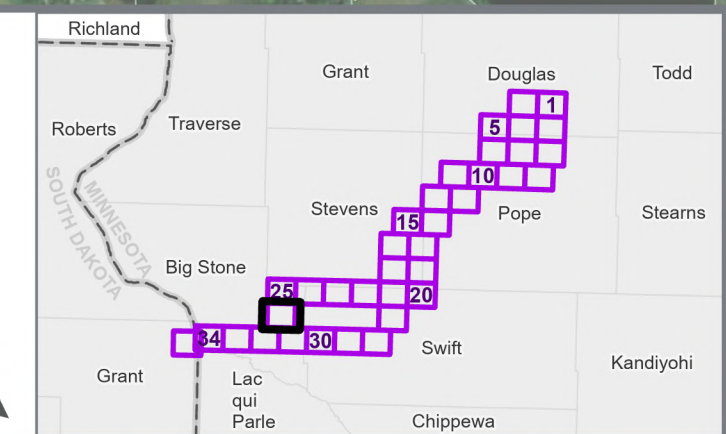 Richland
Grant
Douglas
Todd
1
Roberts
Traverse
5
10
SOUTH DAKOTA
MINNESOTA
Stevens
15
Pope
Stearns
Big Stone
25
20
34
30
Swift
Grant
Lac
qui
Parle
Kandiyohi
Chippewa